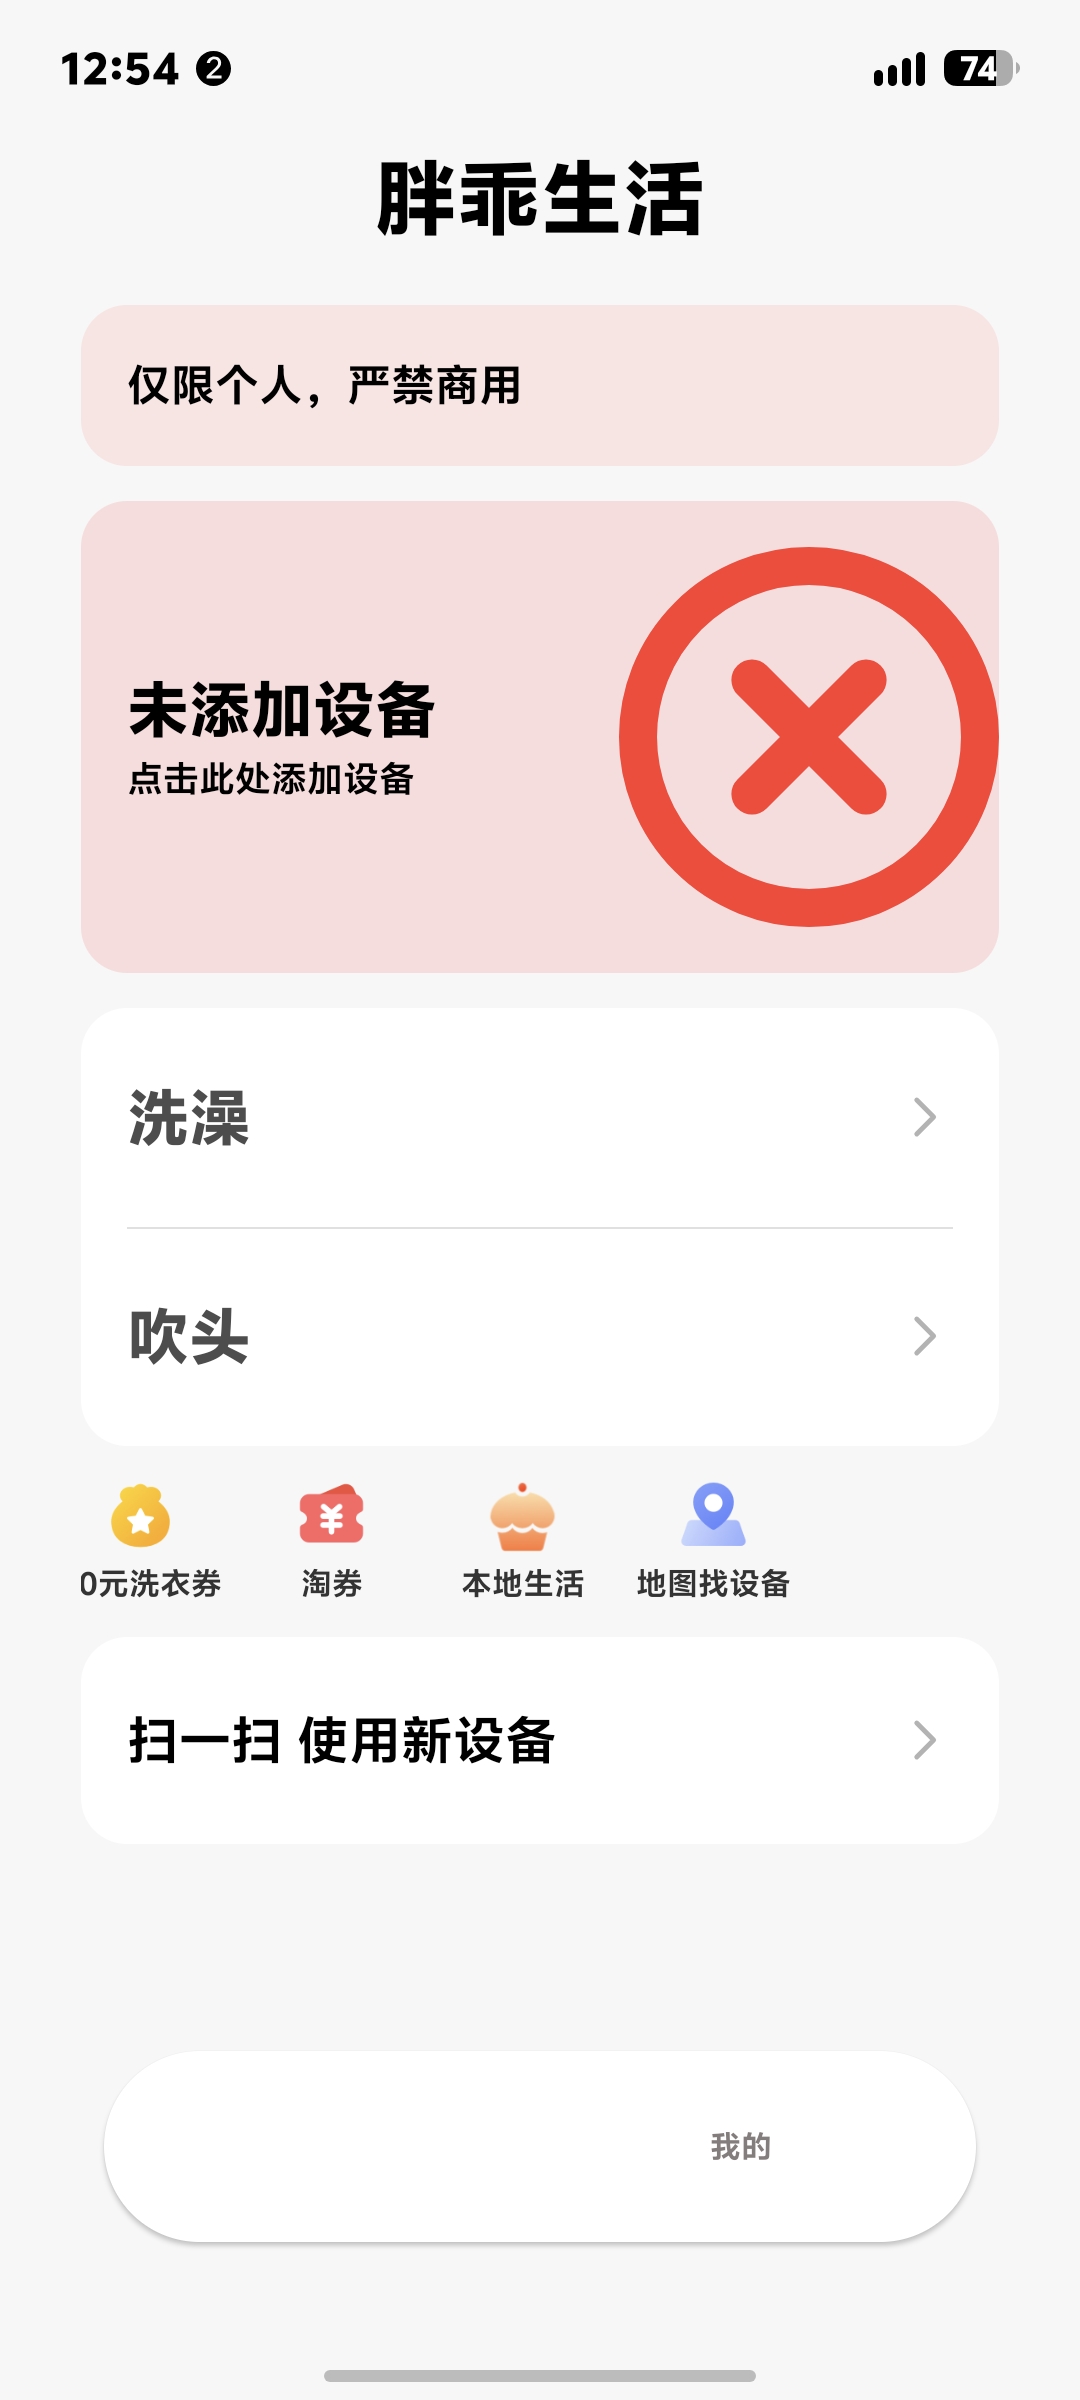 12:54 2
74
胖乖生活
仅限个人，严禁商用
未添加设备
点击此处添加设备
洗澡
吹头
0元洗衣券 淘券 本地生活 地图找设备
扫一扫 使用新设备
我的